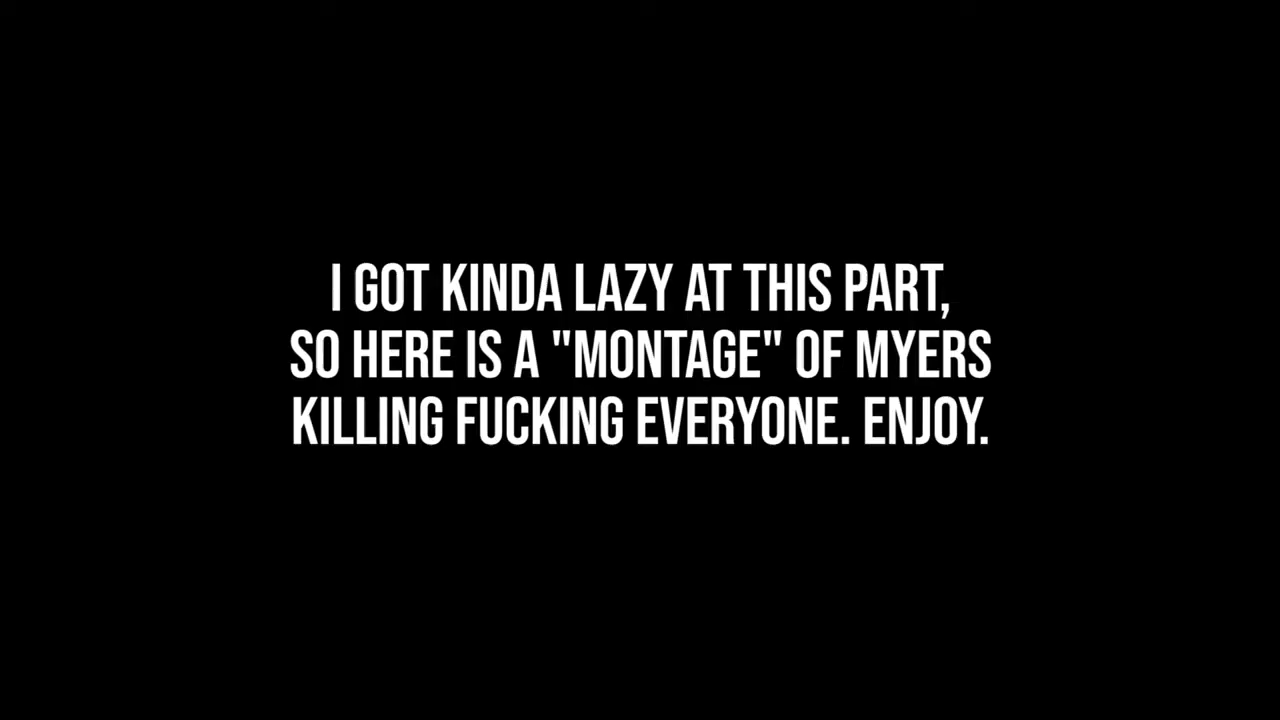 I GOT KINDA LAZY AT THIS PART,
SO HERE IS A "MONTAGE" OF MYERS
KILLING FUCKING EVERYONE. ENJOY.